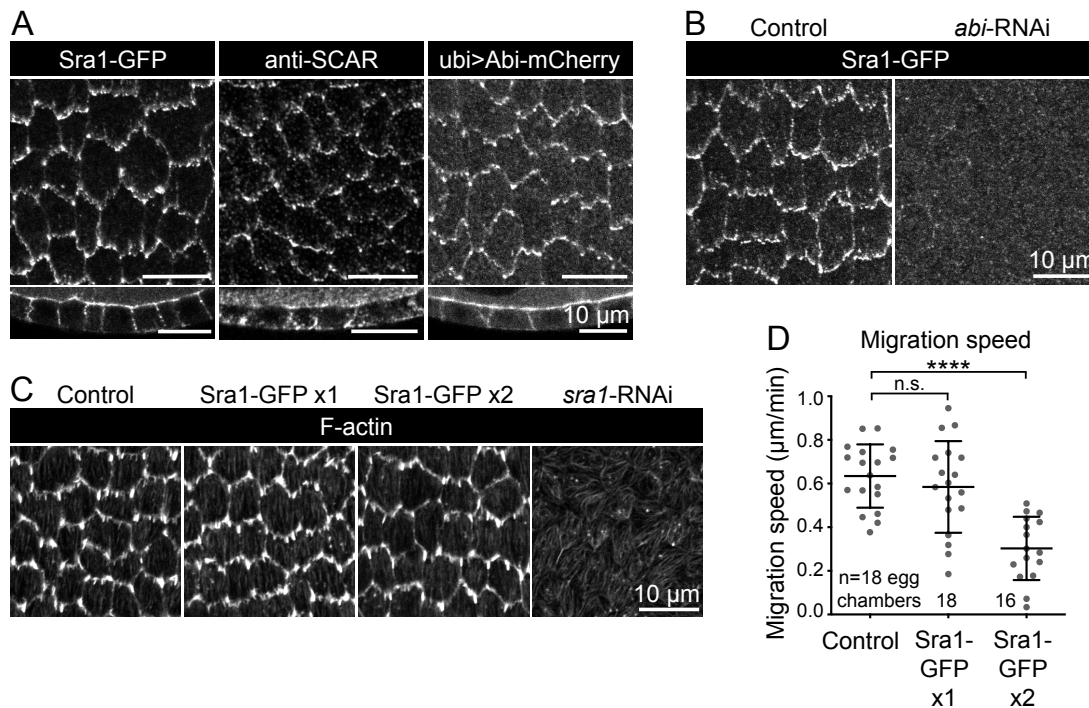 A
Sra1-GFP
anti-SCAR
ubi>Abi-mCherry
10 µm
B
Control
abi-RNAi
Sra1-GFP
10 µm
C
Control
Sra1-GFP x1
Sra1-GFP x2
sra1-RNAi
F-actin
10 µm
D
Migration speed
****
n.s.
Migration speed (µm/min)
1.0
0.8
0.6
0.4
0.2
0.0
n=18 egg
chambers
18
16
Control
Sra1-
GFP
x1
Sra1-
GFP
x2